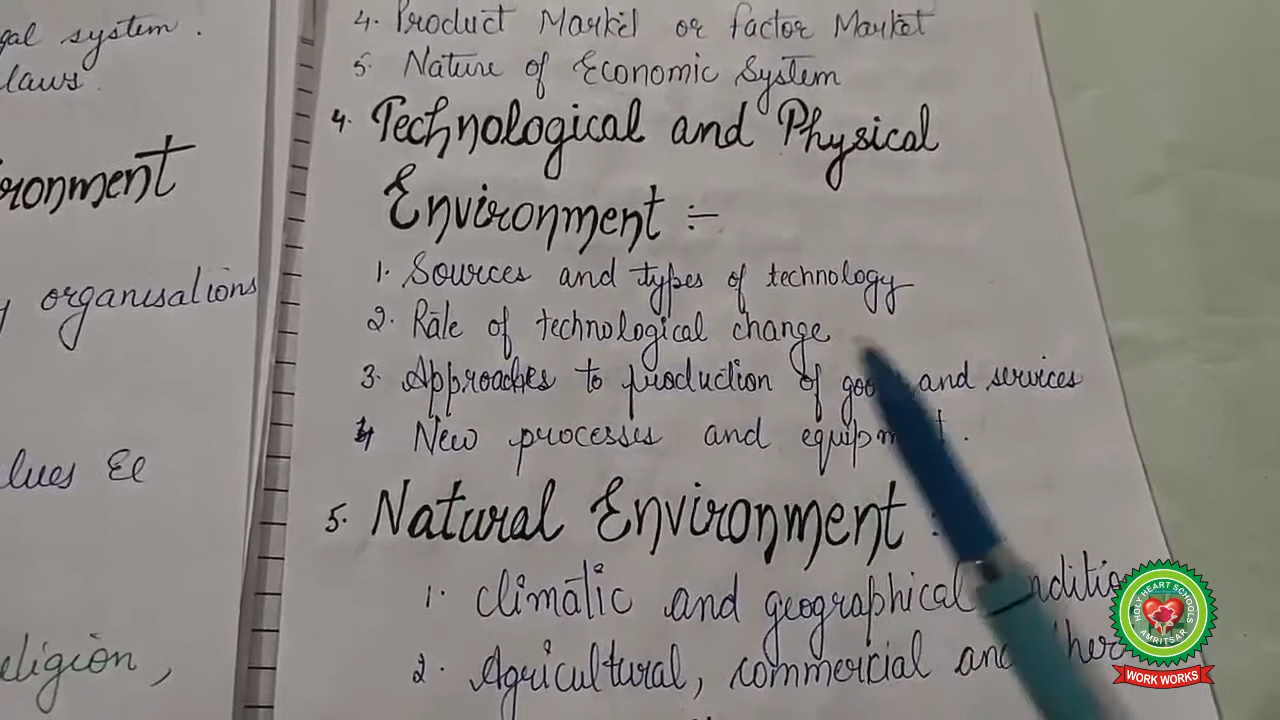 gal system.
laws.
ronment
y organisations
lues &
eligion,
4. Product Market or factor Market
5. Nature of Economic System
4. Technological and Physical
Environment :-
1. Sources and types of technology
2. Rate of technological change
3. Approaches to production of goo and services
4 New processes and equipm t.
5. Natural Environment :
1. climatic and geographical nditio
2. Agricultural, commercial and ther
HOLY HEART SCHOOLS
AMRITSAR
WORK WORKS